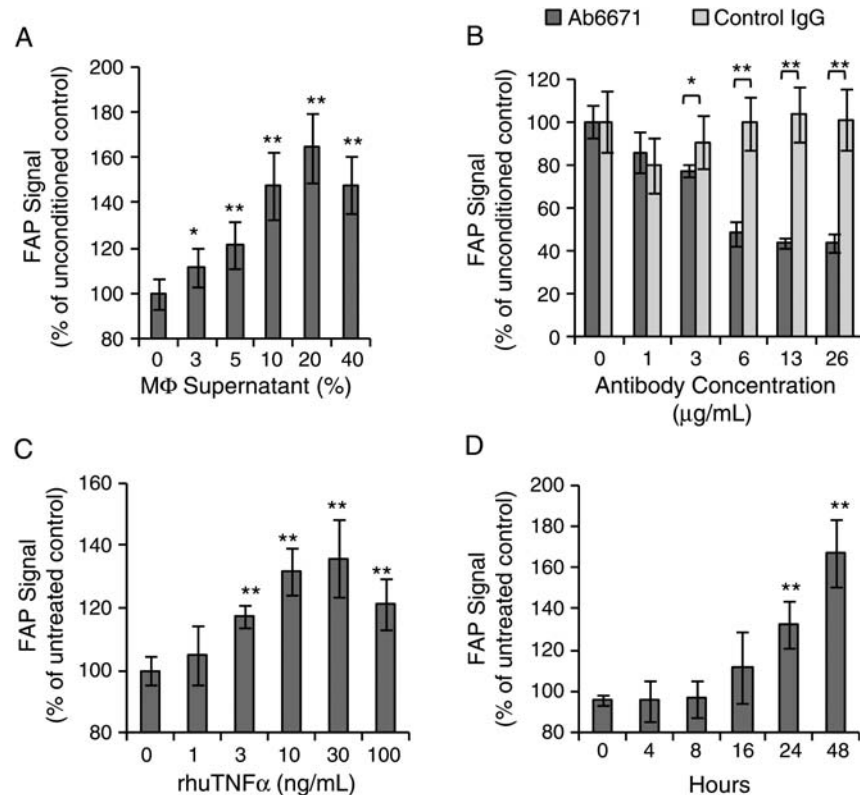 Ab6671 Control IgG
A
200
180
160
140
120
100
80
FAP Signal
(% of unconditioned control)
* ** ** ** **
0 3 5 10 20 40
MΦ Supernatant (%)
B
120
100
80
60
40
20
0
FAP Signal
(% of unconditioned control)
* ** ** **
0 1 3 6 13 26
Antibody Concentration
(μg/mL)
C
160
140
120
100
80
FAP Signal
(% of untreated control)
** ** ** **
0 1 3 10 30 100
rhuTNFα (ng/mL)
D
200
180
160
140
120
100
80
FAP Signal
(% of untreated control)
** **
0 4 8 16 24 48
Hours